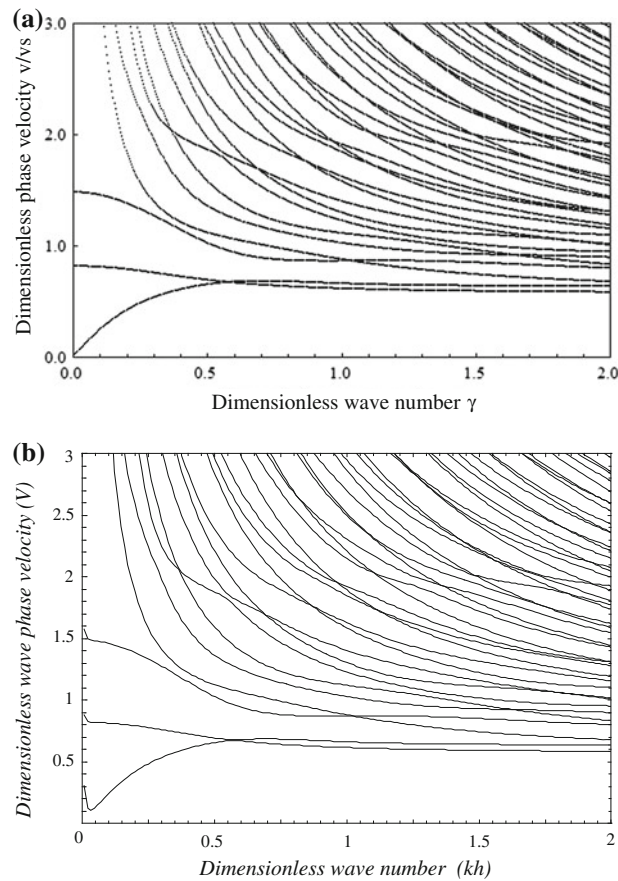 (a)
3.0
2.0
1.0
0.0
Dimensionless phase velocity v/vs
0.0 0.5 1.0 1.5 2.0
Dimensionless wave number γ
(b)
3
2.5
2
1.5
1
0.5
Dimensionless wave phase velocity (V)
0 0.5 1 1.5 2
Dimensionless wave number (kh)